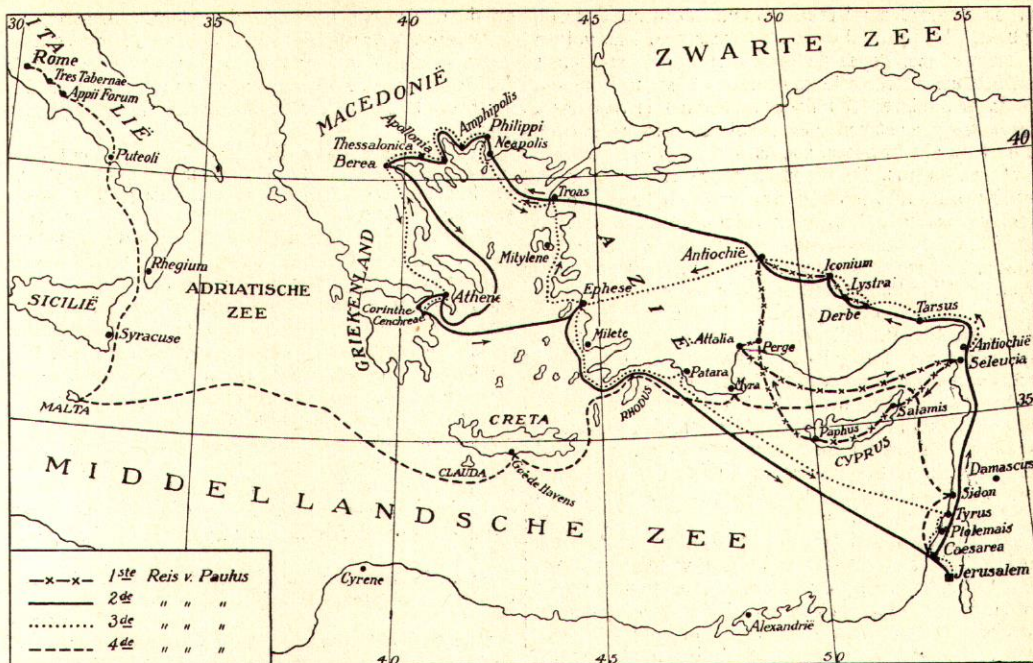 30
40
45
50
55
ZWARTE ZEE
ITALIË
Rome
Tres Tabernae
Appii Forum
Puteoli
MACEDONIË
Amphipolis
Apollonia
Philippi
Neapolis
Thessalonica
Berea
40
Troas
Antiochië
Iconium
Lystra
Derbe
Tarsus
Mitylene
AZIE
Ephese
Rhegium
SICILIË
ADRIATISCHE
ZEE
GRIEKENLAND
Athene
Corinthe
Cenchreae
Milete
Attalia
Perge
Antiochië
Seleucia
Syracuse
Patara
Myra
RHODUS
MALTA
35
Salamis
Paphus
CYPRUS
CRETA
CLAUDA
Goede Havens
Damascus
Sidon
Tyrus
Ptolemais
Caesarea
Jerusalem
MIDDELLANDSCHE ZEE
Cyrene
Alexandrië
1ste Reis v. Paulus
2de " " "
3de " " "
4de " " "
40
45
50